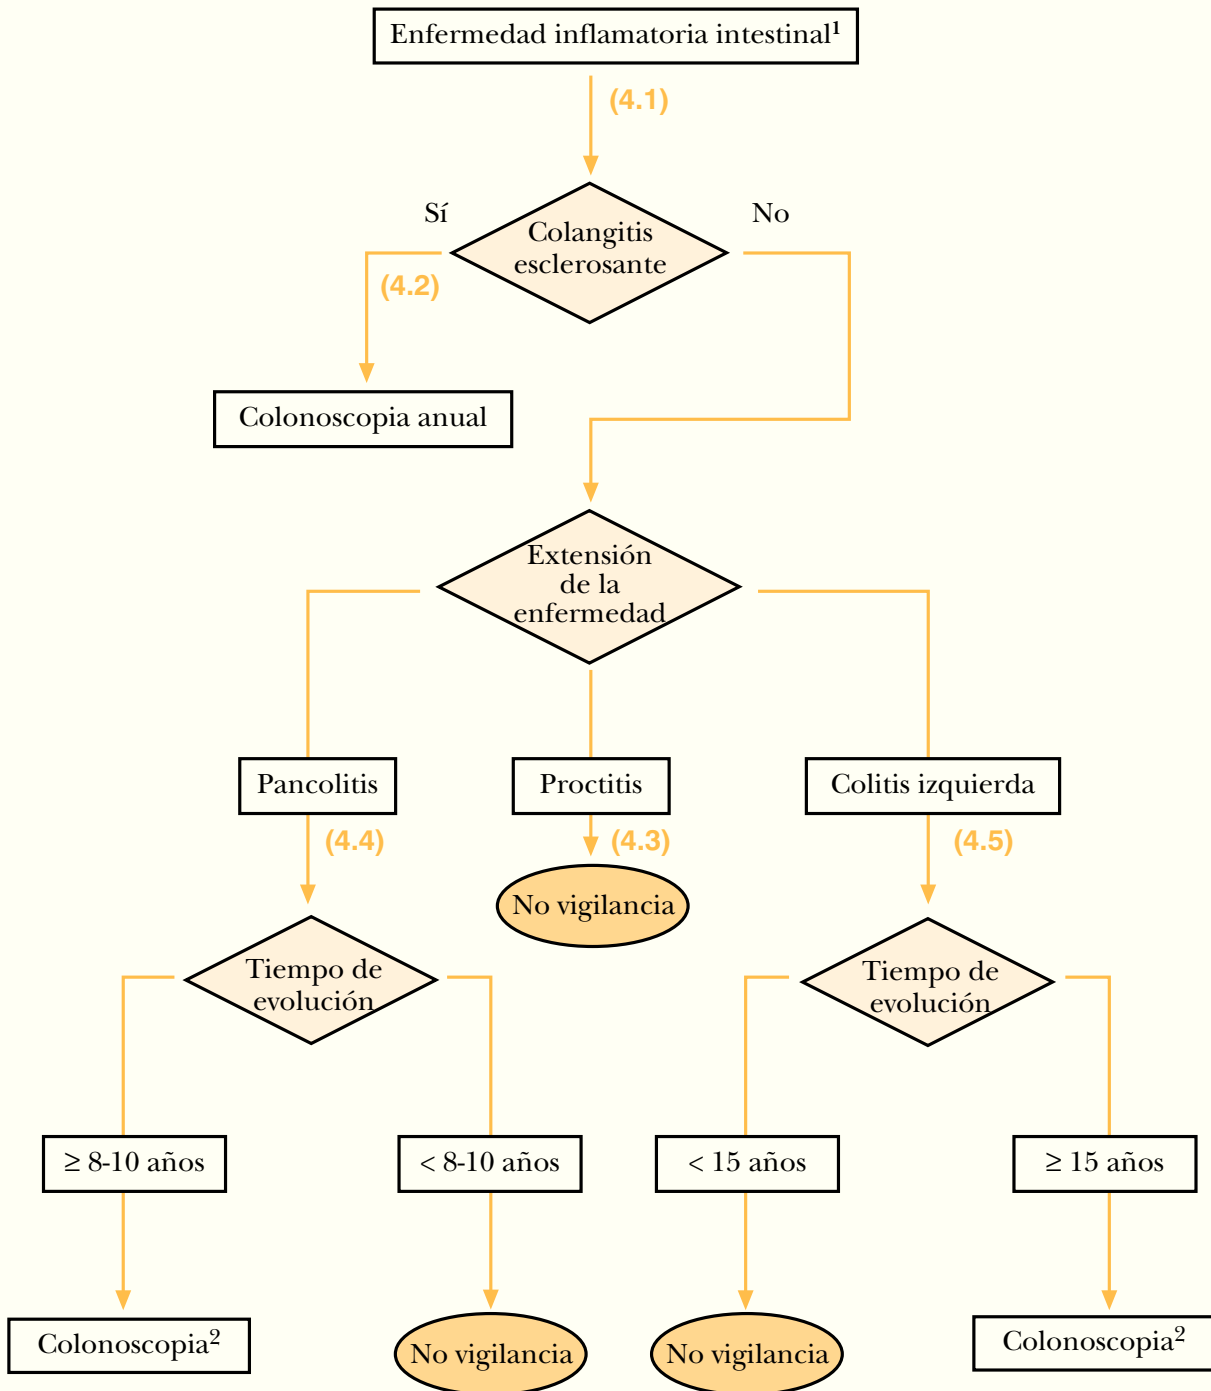 Enfermedad inflamatoria intestinal¹
(4.1)
Sí
No
Colangitis
esclerosante
(4.2)
Colonoscopia anual
Extensión
de la
enfermedad
Pancolitis
Proctitis
Colitis izquierda
(4.4)
(4.3)
(4.5)
No vigilancia
Tiempo de
evolución
Tiempo de
evolución
≥ 8-10 años
< 8-10 años
< 15 años
≥ 15 años
Colonoscopia²
No vigilancia
No vigilancia
Colonoscopia²